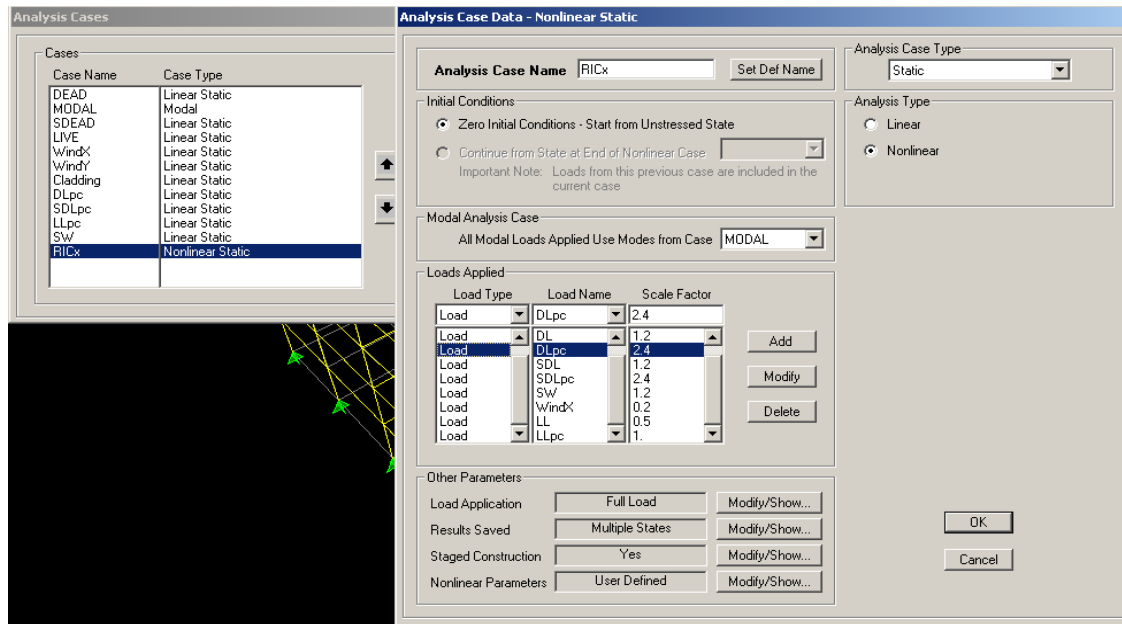 Analysis Cases
Cases
Case Name Case Type
DEAD Linear Static
MODAL Modal
SDEAD Linear Static
LIVE Linear Static
WindX Linear Static
WindY Linear Static
Cladding Linear Static
DLpc Linear Static
SDLpc Linear Static
LLpc Linear Static
SW Linear Static
RICx Nonlinear Static
Analysis Case Data - Nonlinear Static
Analysis Case Name RICx Set Def Name
Initial Conditions
Zero Initial Conditions - Start from Unstressed State
Continue from State at End of Nonlinear Case
Important Note: Loads from this previous case are included in the
current case
Modal Analysis Case
All Modal Loads Applied Use Modes from Case MODAL
Loads Applied
Load Type Load Name Scale Factor
Load DLpc 2.4
Load DL 1.2
Load DLpc 2.4
Load SDL 1.2
Load SDLpc 2.4
Load SW 1.2
Load WindX 0.2
Load LL 0.5
Load LLpc 1.
Add
Modify
Delete
Other Parameters
Load Application Full Load Modify/Show...
Results Saved Multiple States Modify/Show...
Staged Construction Yes Modify/Show...
Nonlinear Parameters User Defined Modify/Show...
Analysis Case Type
Static
Analysis Type
Linear
Nonlinear
OK
Cancel